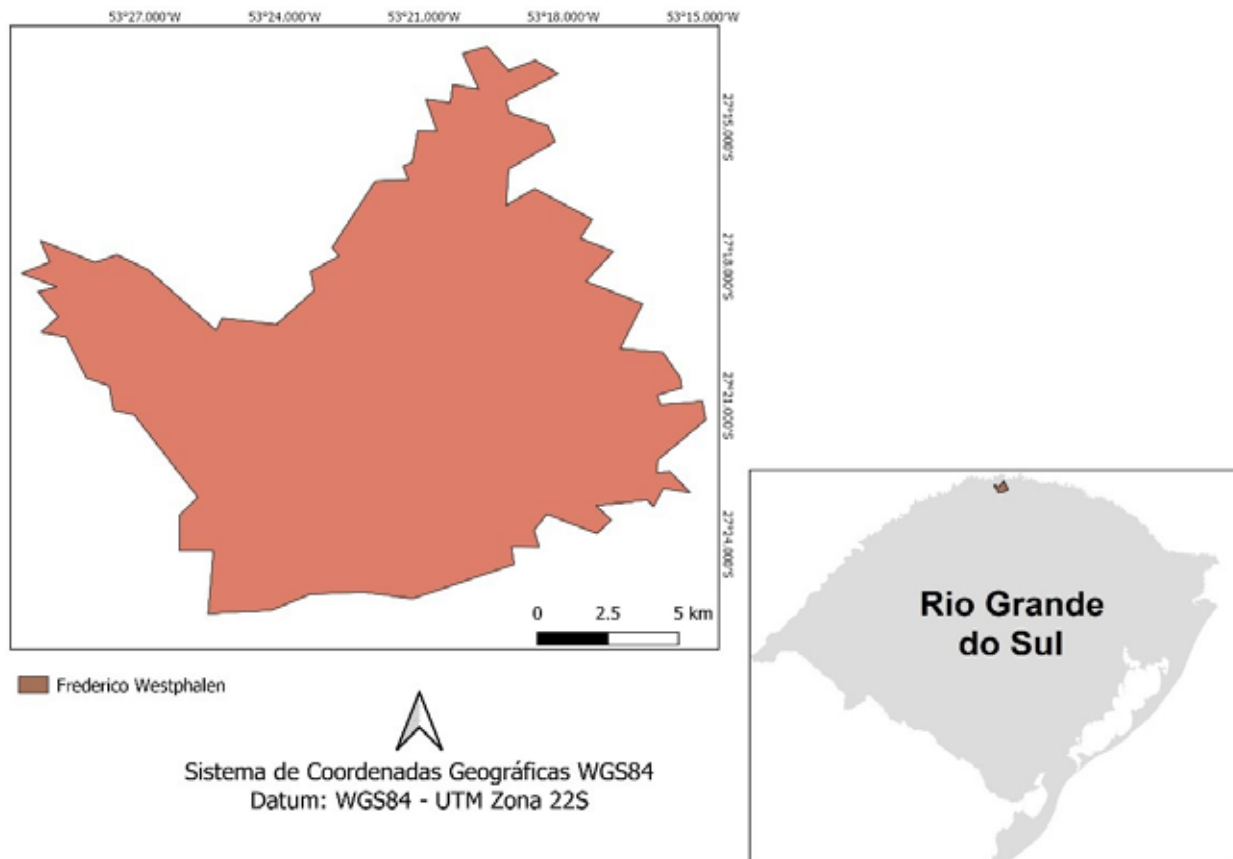 53°27.000'W 53°24.000'W 53°21.000'W 53°18.000'W 53°15.000'W
27°15.000'S
27°18.000'S
27°21.000'S
27°24.000'S
0 2.5 5 km
Frederico Westphalen
Sistema de Coordenadas Geográficas WGS84
Datum: WGS84 - UTM Zona 22S
Rio Grande
do Sul